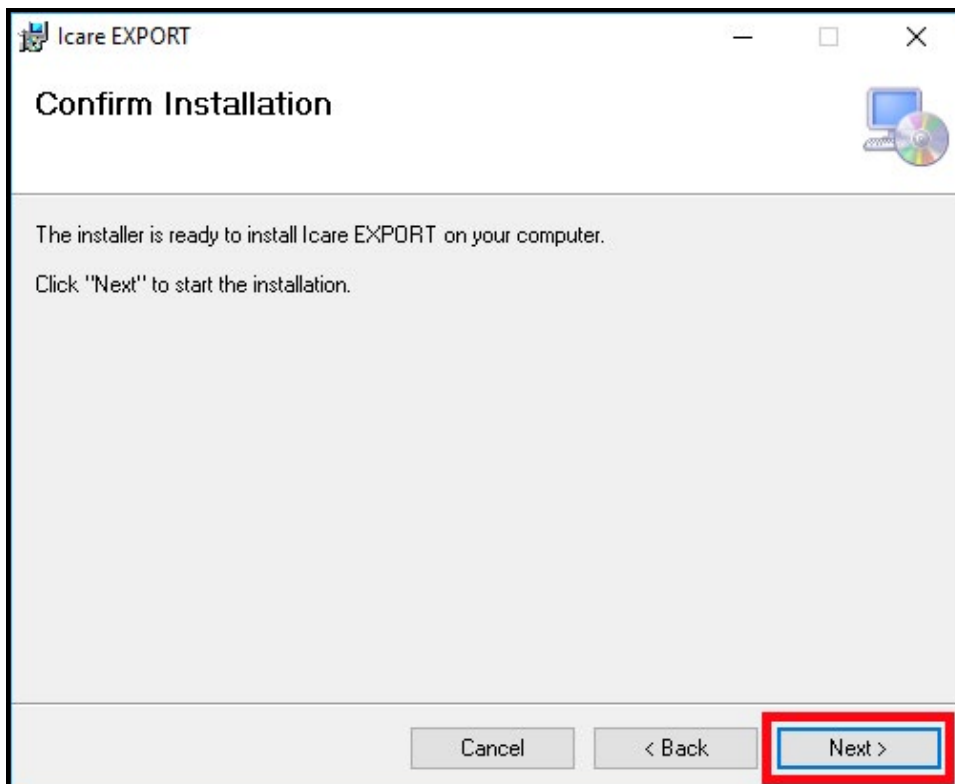 Icare EXPORT
Confirm Installation
The installer is ready to install Icare EXPORT on your computer.
Click "Next" to start the installation.
Cancel
< Back
Next >